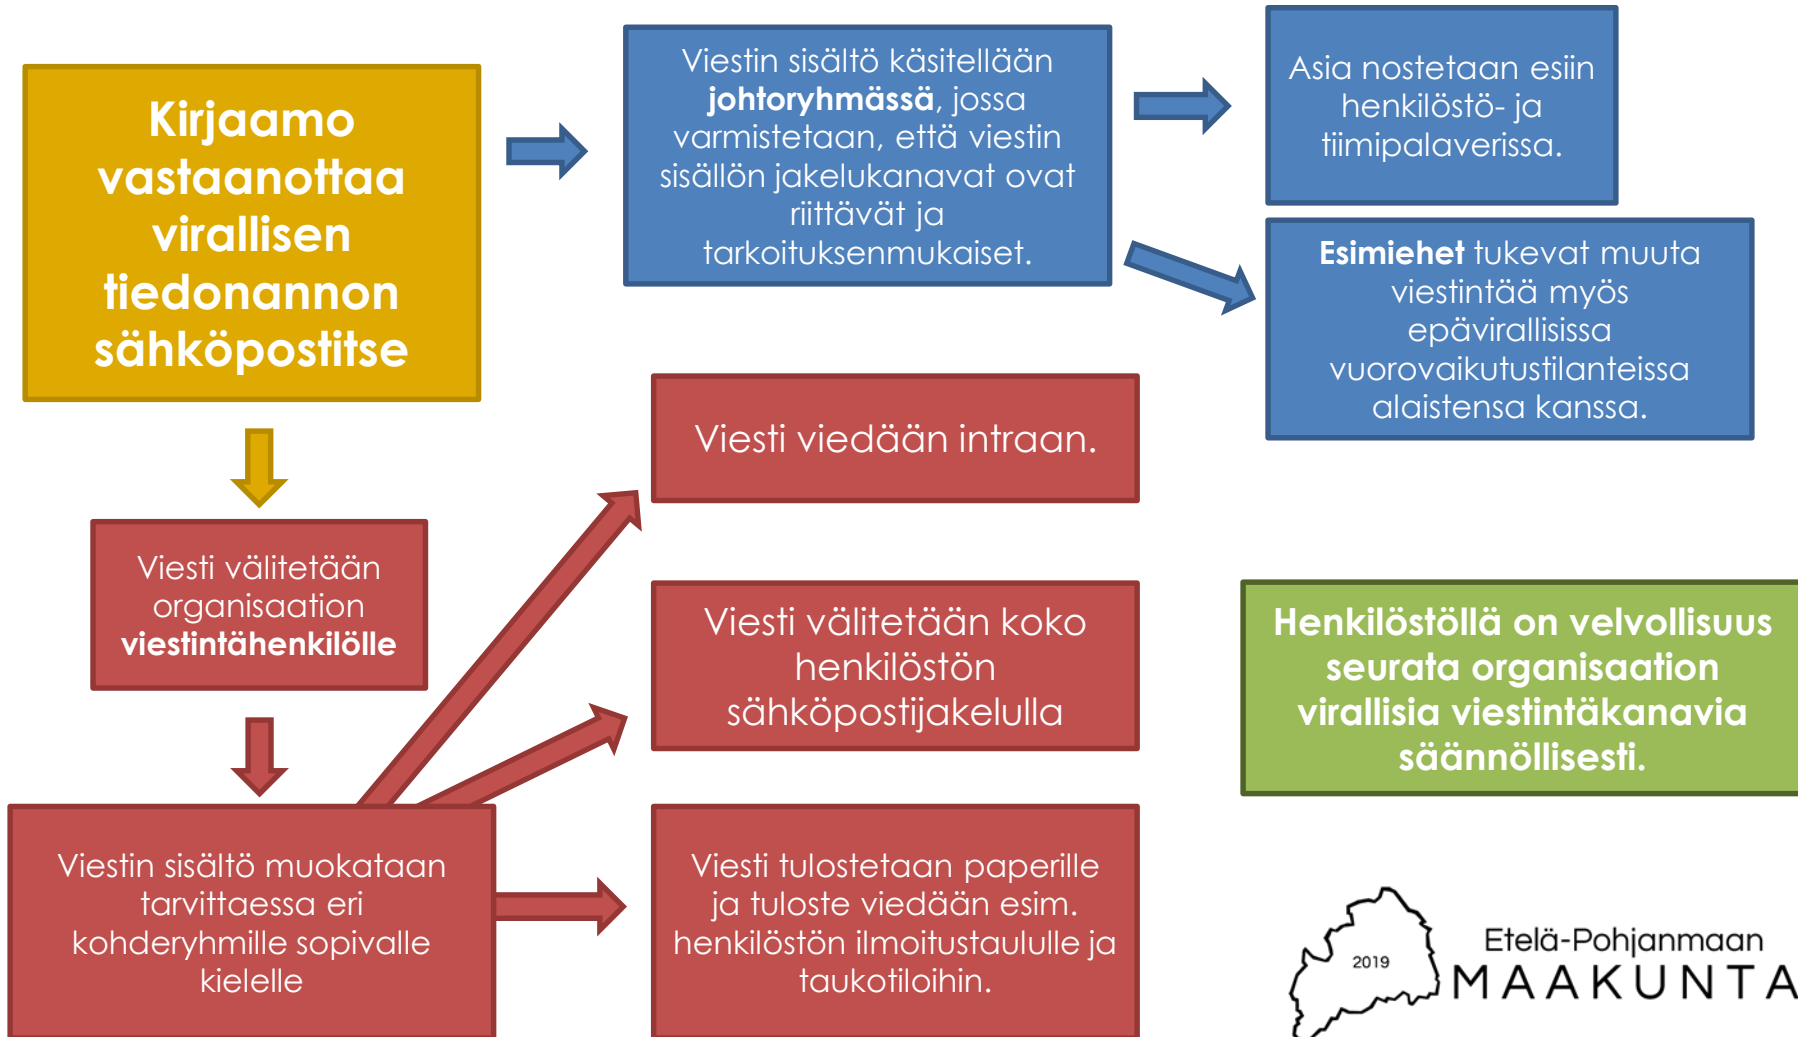 Kirjaamo
vastaanottaa
virallisen
tiedonannon
sähköpostitse
Viestin sisältö käsitellään
johtoryhmässä, jossa
varmistetaan, että viestin
sisällön jakelukanavat ovat
riittävät ja
tarkoituksenmukaiset.
Asia nostetaan esiin
henkilöstö- ja
tiimipalaverissa.
Esimiehet tukevat muuta
viestintää myös
epävirallisissa
vuorovaikutustilanteissa
alaistensa kanssa.
Viesti välitetään
organisaation
viestintähenkilölle
Viestin sisältö muokataan
tarvittaessa eri
kohderyhmille sopivalle
kielelle
Viesti viedään intraan.
Viesti välitetään koko
henkilöstön
sähköpostijakelulla
Viesti tulostetaan paperille
ja tuloste viedään esim.
henkilöstön ilmoitustaululle ja
taukotiloihin.
Henkilöstöllä on velvollisuus
seurata organisaation
virallisia viestintäkanavia
säännöllisesti.
2019
Etelä-Pohjanmaan
MAAKUNTA